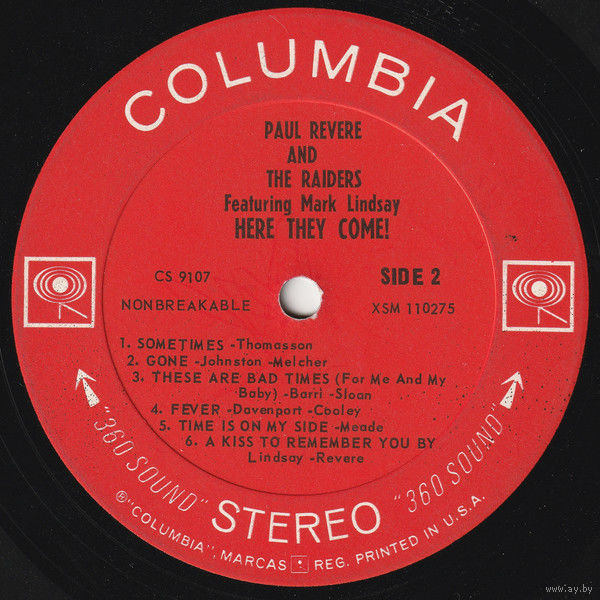 COLUMBIA
PAUL REVERE
AND
THE RAIDERS
Featuring Mark Lindsay
HERE THEY COME!
CS 9107
SIDE 2
NONBREAKABLE
XSM 110275
1. SOMETIMES -Thomasson
2. GONE -Johnston -Melcher
3. THESE ARE BAD TIMES (For Me And My
Baby) -Barri -Sloan
4. FEVER -Davenport -Cooley
5. TIME IS ON MY SIDE -Meade
6. A KISS TO REMEMBER YOU BY
Lindsay -Revere
"360 SOUND" STEREO "360 SOUND"
®"COLUMBIA", MARCAS REG. PRINTED IN U.S.A.
www.ay.by